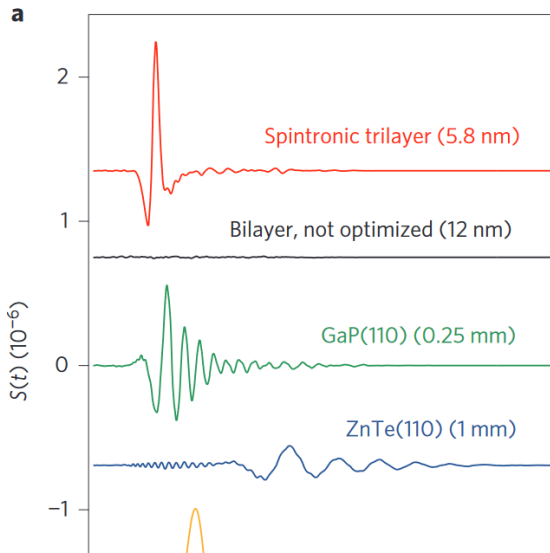 a
2
Spintronic trilayer (5.8 nm)
1
Bilayer, not optimized (12 nm)
GaP(110) (0.25 mm)
0
S(t) (10⁻⁶)
ZnTe(110) (1 mm)
−1